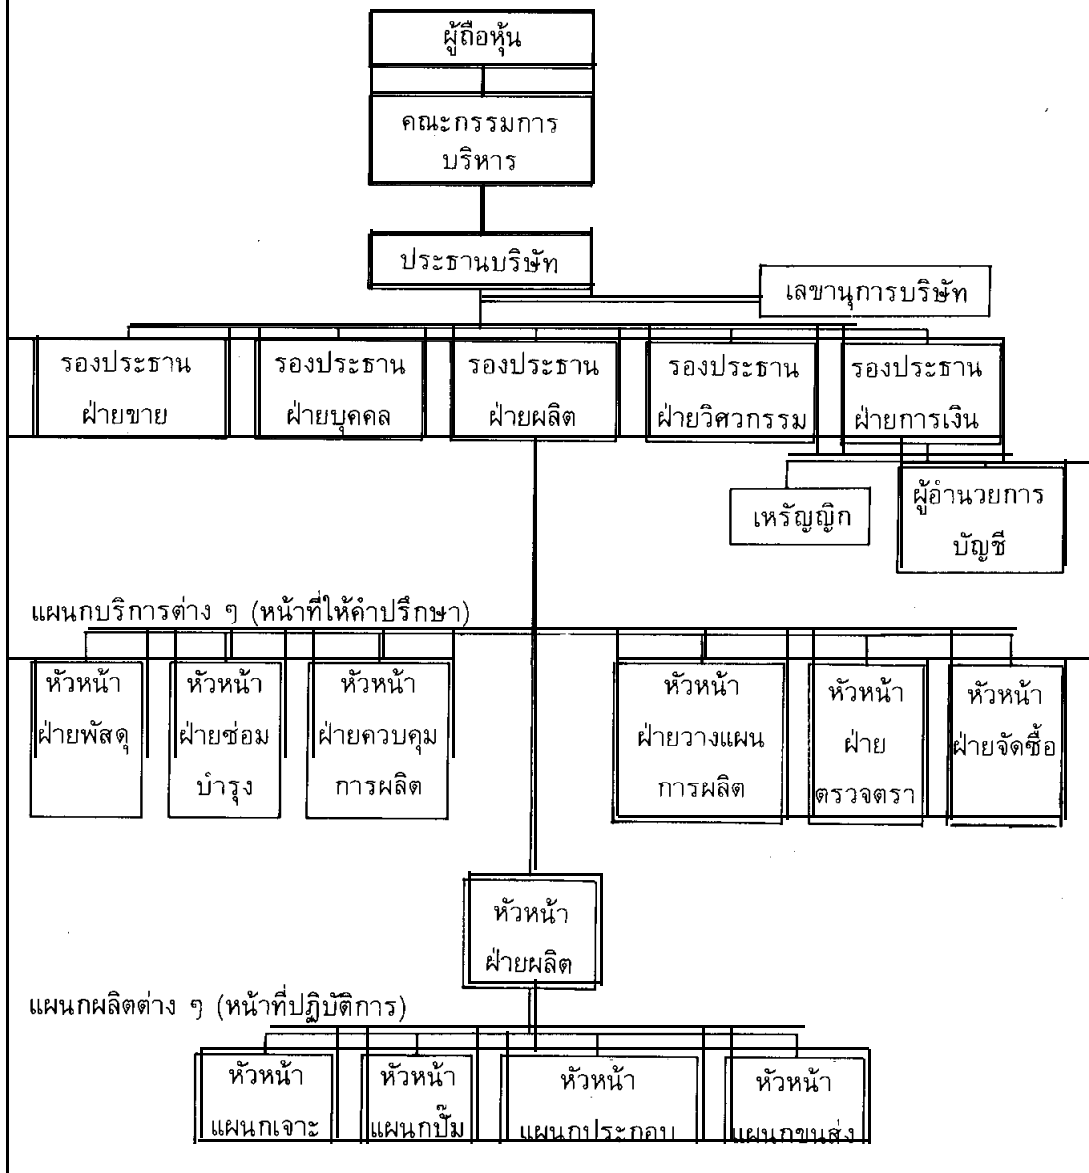 ผู้ถือหุ้น
คณะกรรมการ
บริหาร
ประธานบริษัท
เลขานุการบริษัท
รองประธาน
ฝ่ายขาย
รองประธาน
ฝ่ายบุคคล
รองประธาน
ฝ่ายผลิต
รองประธาน
ฝ่ายวิศวกรรม
รองประธาน
ฝ่ายการเงิน
เหรัญญิก
ผู้อำนวยการ
บัญชี
แผนกบริการต่าง ๆ (หน้าที่ให้คำปรึกษา)
หัวหน้า
ฝ่ายพัสดุ
หัวหน้า
ฝ่ายซ่อม
บำรุง
หัวหน้า
ฝ่ายควบคุม
การผลิต
หัวหน้า
ฝ่ายวางแผน
การผลิต
หัวหน้า
ฝ่าย
ตรวจตรา
หัวหน้า
ฝ่ายจัดซื้อ
หัวหน้า
ฝ่ายผลิต
แผนกผลิตต่าง ๆ (หน้าที่ปฏิบัติการ)
หัวหน้า
แผนกเจาะ
หัวหน้า
แผนกปั๊ม
หัวหน้า
แผนกประกอบ
หัวหน้า
แผนกขนส่ง